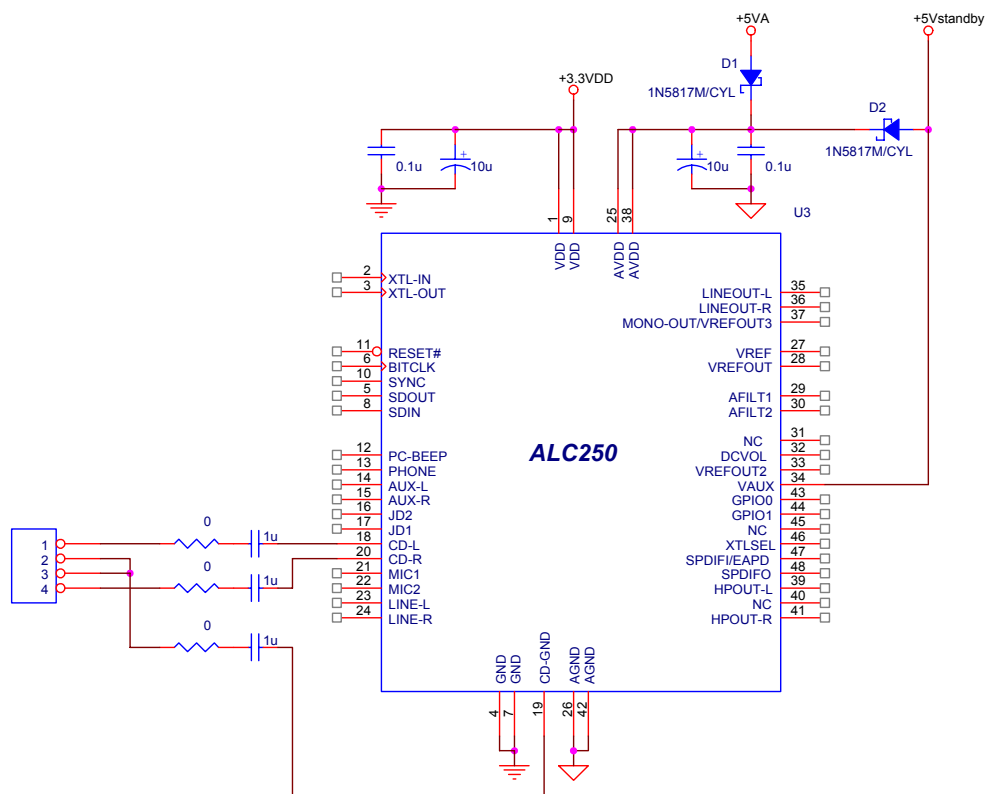 +5VA
+5Vstandby
D1
+3.3VDD
1N5817M/CYL
D2
1N5817M/CYL
0.1u
10u
10u
0.1u
U3
1
9
25
38
VDD
VDD
AVDD
AVDD
2 XTL-IN
3 XTL-OUT
11 RESET#
6 BITCLK
10 SYNC
5 SDOUT
8 SDIN
12 PC-BEEP
13 PHONE
14 AUX-L
15 AUX-R
16 JD2
17 JD1
18 CD-L
20 CD-R
21 MIC1
22 MIC2
23 LINE-L
24 LINE-R
ALC250
LINEOUT-L 35
LINEOUT-R 36
MONO-OUT/VREFOUT3 37
VREF 27
VREFOUT 28
AFILT1 29
AFILT2 30
NC 31
DCVOL 32
VREFOUT2 33
VAUX 34
GPIO0 43
GPIO1 44
NC 45
XTLSEL 46
SPDIFI/EAPD 47
SPDIFO 48
HPOUT-L 39
NC 40
HPOUT-R 41
1
2
3
4
0
1u
0
1u
0
1u
GND
GND
CD-GND
AGND
AGND
4
7
19
26
42
+
+